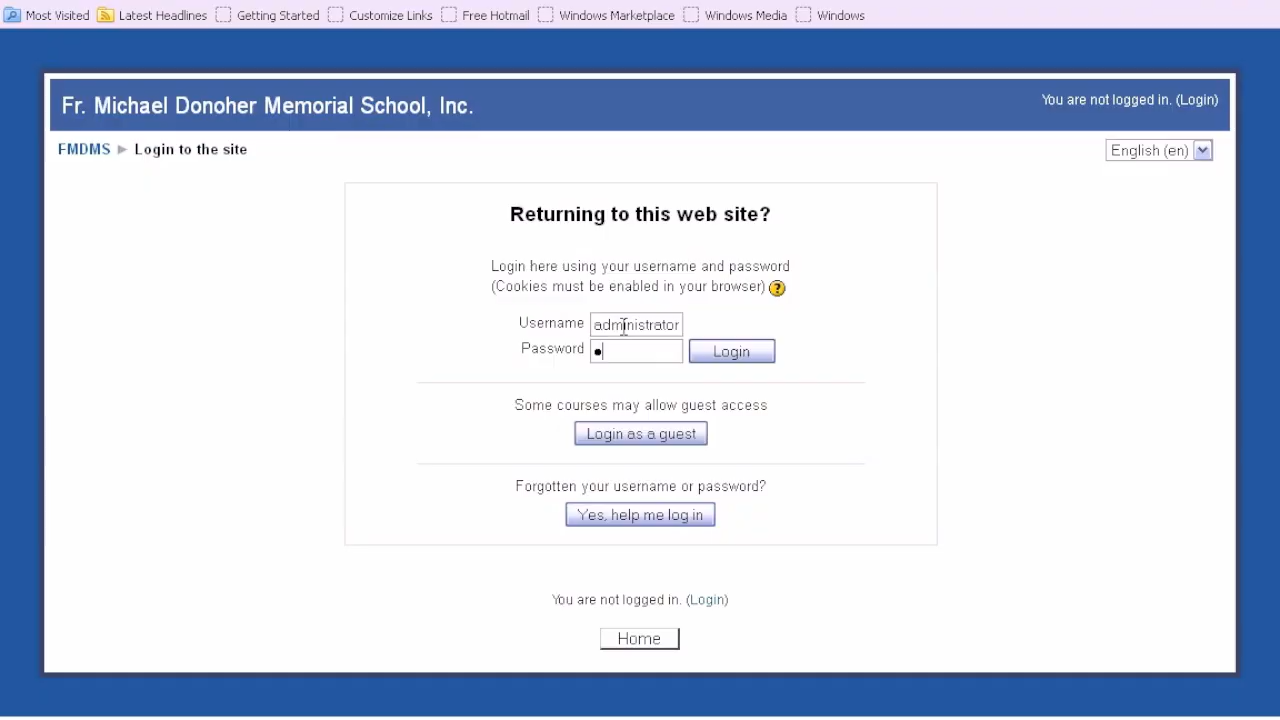 Most Visited Latest Headlines Getting Started Customize Links Free Hotmail Windows Marketplace Windows Media Windows
Fr. Michael Donoher Memorial School, Inc.
You are not logged in. (Login)
FMDMS ► Login to the site
English (en)
Returning to this web site?
Login here using your username and password
(Cookies must be enabled in your browser) ?
Username administrator
Password ●
Login
Some courses may allow guest access
Login as a guest
Forgotten your username or password?
Yes, help me log in
You are not logged in. (Login)
Home